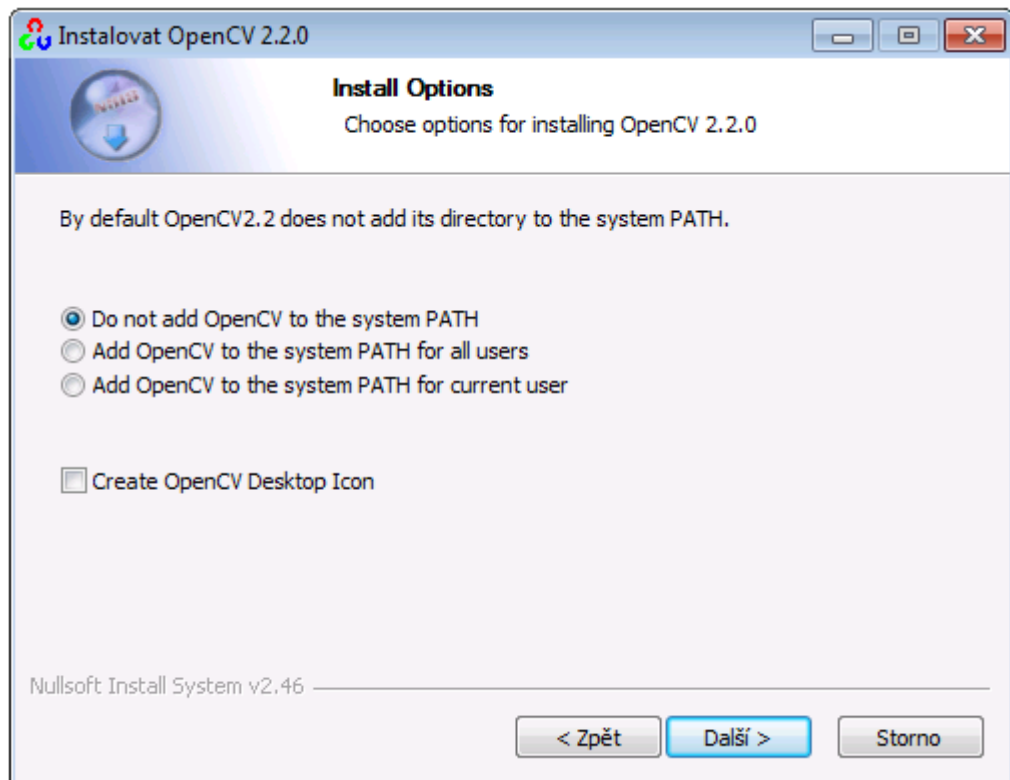 Instalovat OpenCV 2.2.0
Install Options
Choose options for installing OpenCV 2.2.0
By default OpenCV2.2 does not add its directory to the system PATH.
Do not add OpenCV to the system PATH
Add OpenCV to the system PATH for all users
Add OpenCV to the system PATH for current user
Create OpenCV Desktop Icon
Nullsoft Install System v2.46
< Zpět Další > Storno